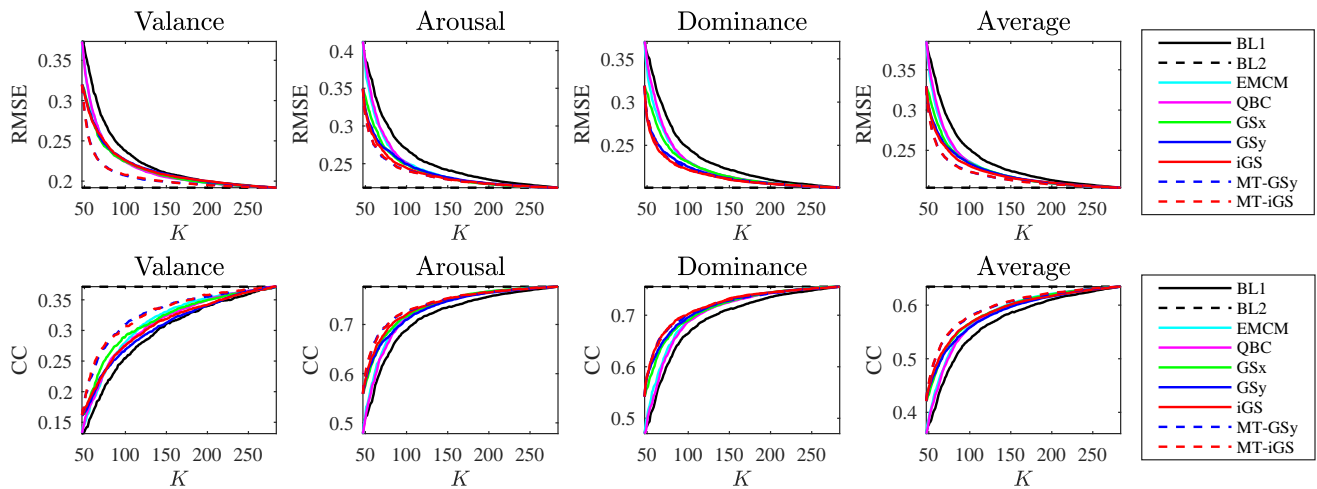 Valance
Arousal
Dominance
Average
RMSE
0.35
0.3
0.25
0.2
50 100 150 200 250
K
RMSE
0.4
0.35
0.3
0.25
50 100 150 200 250
K
RMSE
0.35
0.3
0.25
50 100 150 200 250
K
RMSE
0.35
0.3
0.25
50 100 150 200 250
K
BL1
BL2
EMCM
QBC
GSx
GSy
iGS
MT-GSy
MT-iGS
Valance
Arousal
Dominance
Average
CC
0.35
0.3
0.25
0.2
0.15
50 100 150 200 250
K
CC
0.7
0.6
0.5
50 100 150 200 250
K
CC
0.7
0.6
0.5
50 100 150 200 250
K
CC
0.6
0.5
0.4
50 100 150 200 250
K
BL1
BL2
EMCM
QBC
GSx
GSy
iGS
MT-GSy
MT-iGS